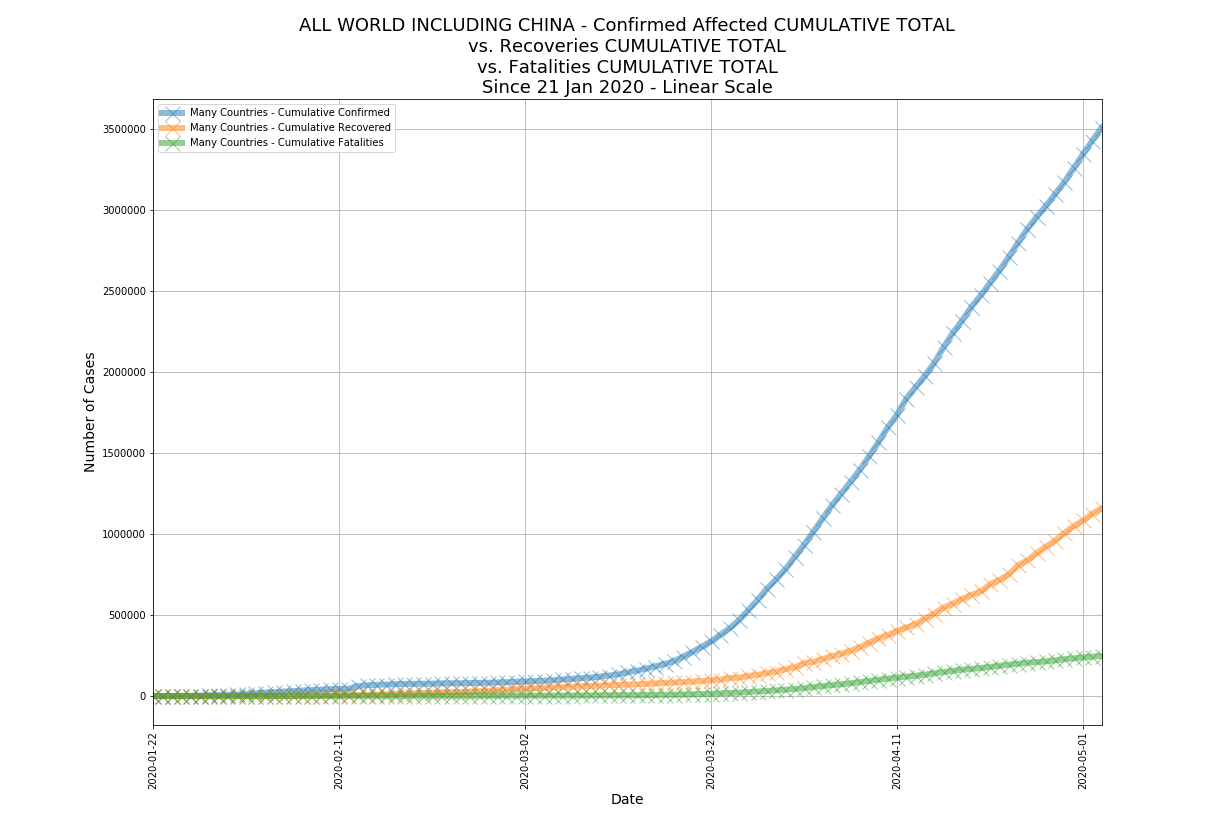 ALL WORLD INCLUDING CHINA - Confirmed Affected CUMULATIVE TOTAL
vs. Recoveries CUMULATIVE TOTAL
vs. Fatalities CUMULATIVE TOTAL
Since 21 Jan 2020 - Linear Scale
Many Countries - Cumulative Confirmed
Many Countries - Cumulative Recovered
Many Countries - Cumulative Fatalities
Number of Cases
3500000
3000000
2500000
2000000
1500000
1000000
500000
0
2020-01-22
2020-02-11
2020-03-02
2020-03-22
2020-04-11
2020-05-01
Date